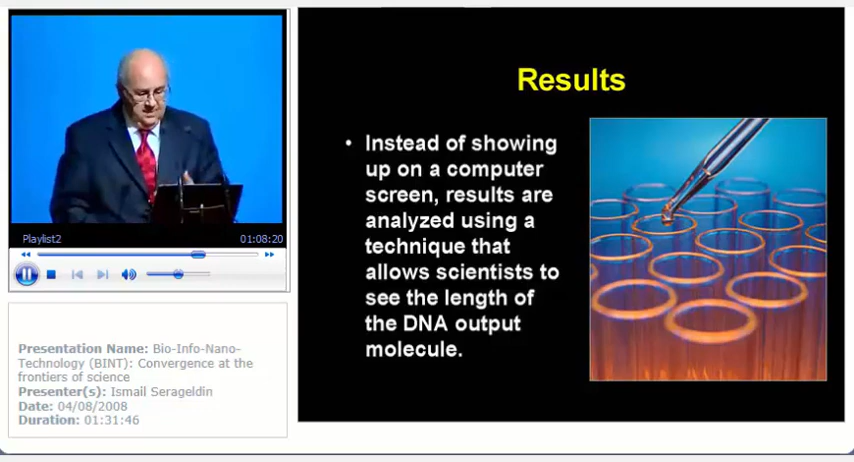 Playlist2 01:08:20
Presentation Name: Bio-Info-Nano-
Technology (BINT): Convergence at the
frontiers of science
Presenter(s): Ismail Serageldin
Date: 04/08/2008
Duration: 01:31:46
Results
• Instead of showing
up on a computer
screen, results are
analyzed using a
technique that
allows scientists to
see the length of
the DNA output
molecule.